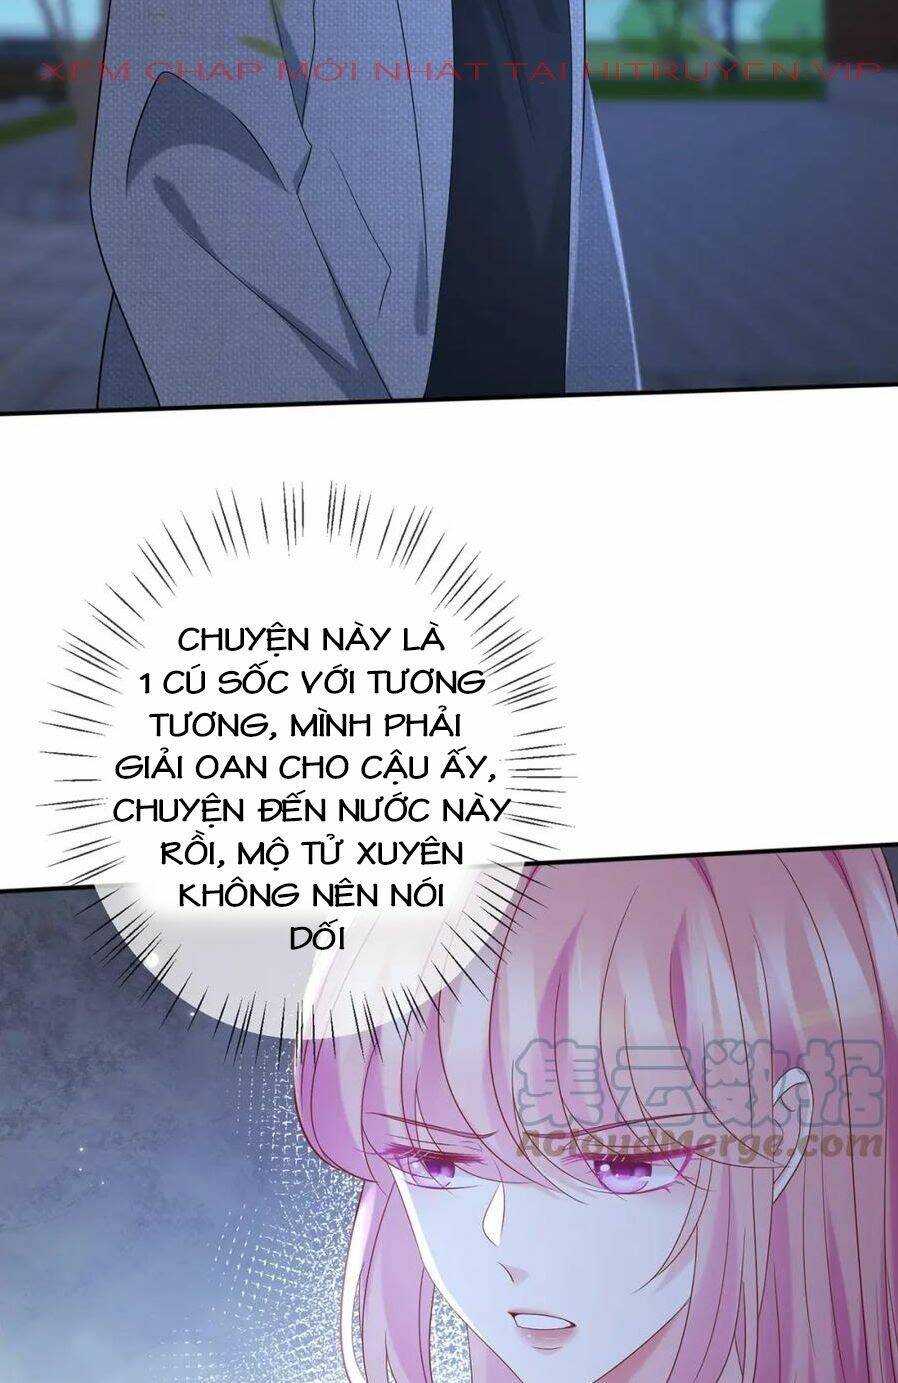 XEM CHAP MỚI NHẤT TẠI HITRUYEN.VIP
CHUYỆN NÀY LÀ
1 CÚ SỐC VỚI TƯƠNG
TƯƠNG, MÌNH PHẢI
GIẢI OAN CHO CẬU ẤY,
CHUYỆN ĐẾN NƯỚC NÀY
RỒI, MỘ TỬ XUYÊN
KHÔNG NÊN NÓI
DỐI
集云数据
AcloudMerge.com